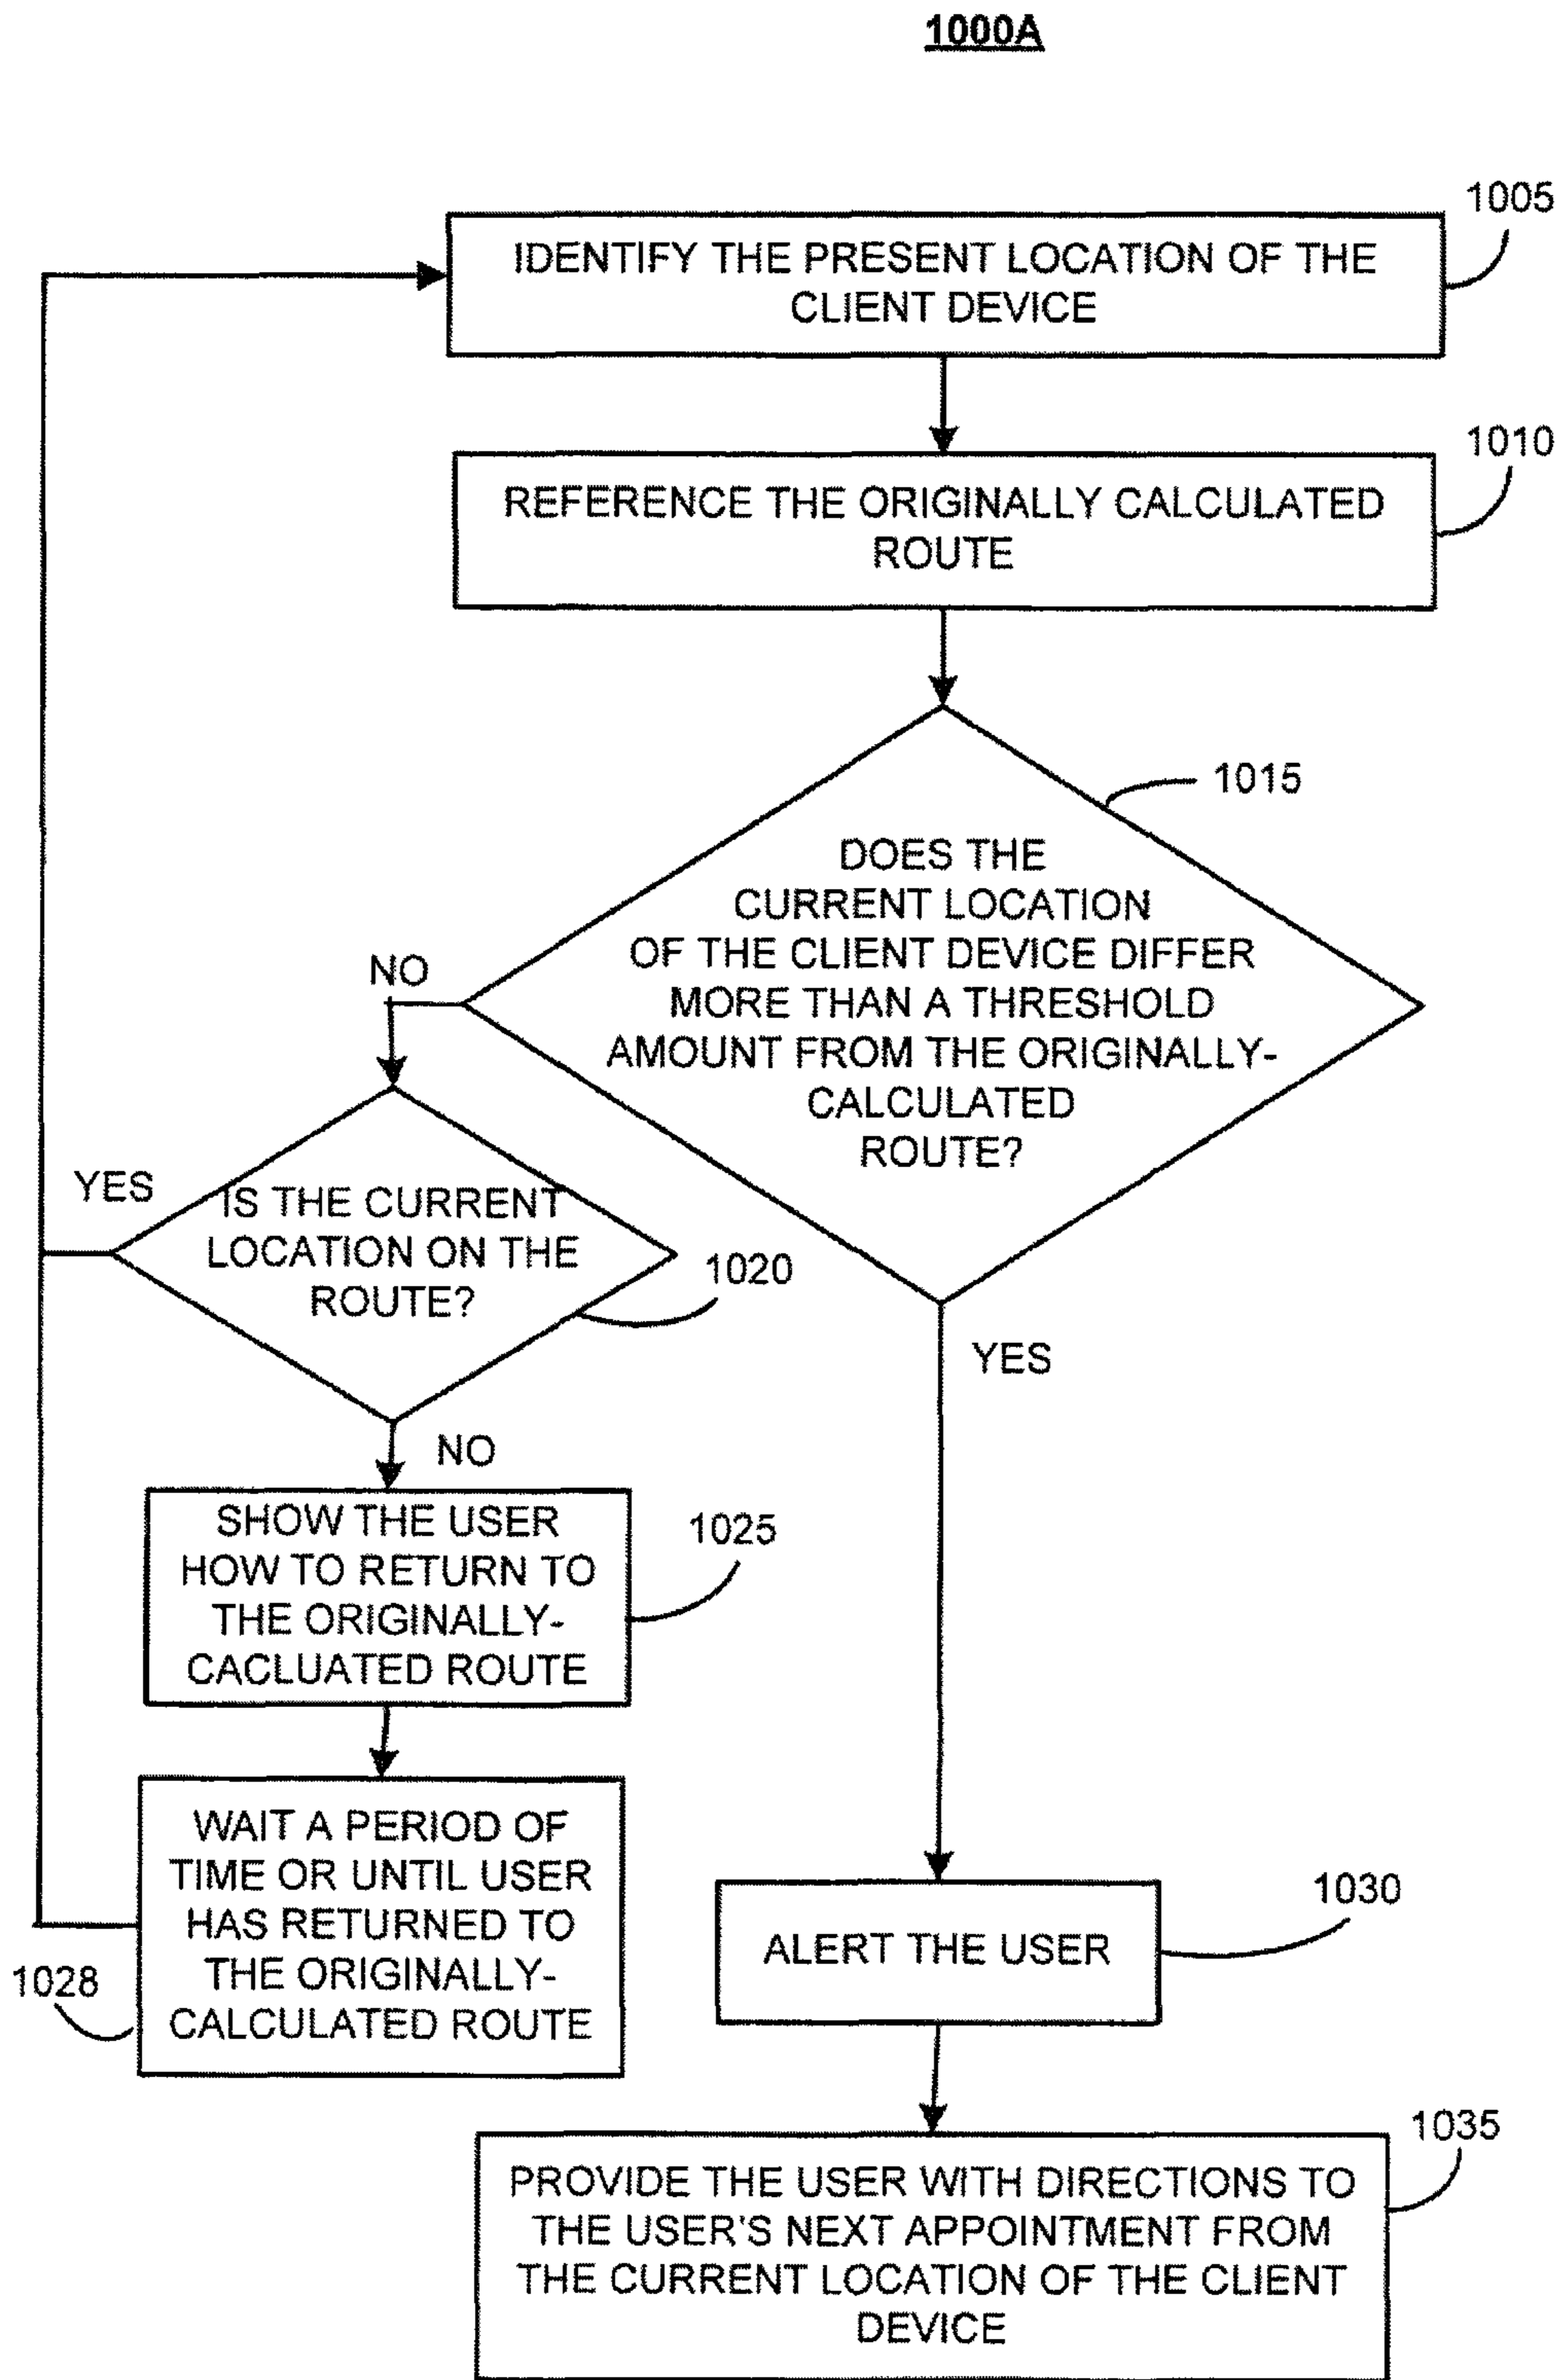 1000A
1005
IDENTIFY THE PRESENT LOCATION OF THE
CLIENT DEVICE
1010
REFERENCE THE ORIGINALLY CALCULATED
ROUTE
1015
DOES THE
CURRENT LOCATION
OF THE CLIENT DEVICE DIFFER
MORE THAN A THRESHOLD
AMOUNT FROM THE ORIGINALLY-
CALCULATED
ROUTE?
NO
YES
IS THE CURRENT
LOCATION ON THE
ROUTE?
1020
YES
NO
SHOW THE USER
HOW TO RETURN TO
THE ORIGINALLY-
CACLUATED ROUTE
1025
WAIT A PERIOD OF
TIME OR UNTIL USER
HAS RETURNED TO
THE ORIGINALLY-
CALCULATED ROUTE
1028
1030
ALERT THE USER
1035
PROVIDE THE USER WITH DIRECTIONS TO
THE USER'S NEXT APPOINTMENT FROM
THE CURRENT LOCATION OF THE CLIENT
DEVICE